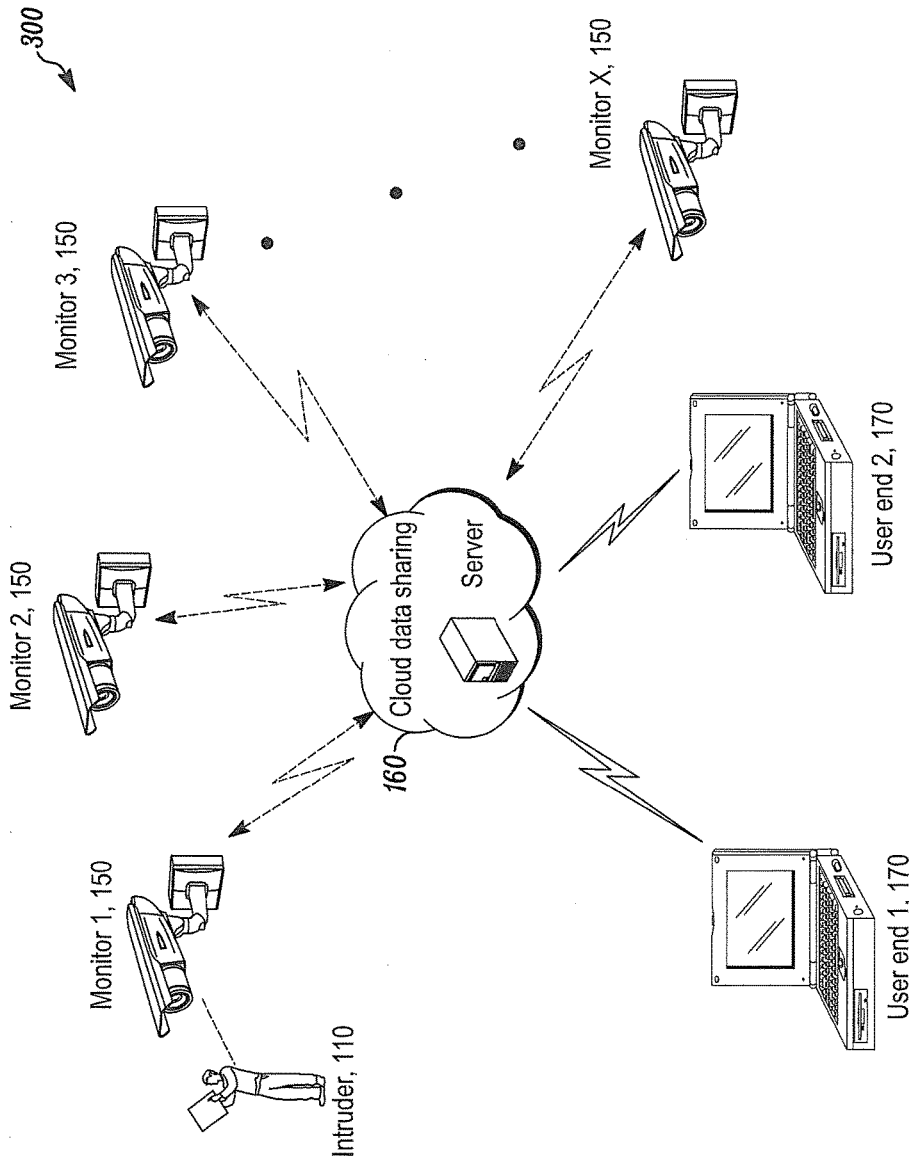 300
Monitor 1, 150
Monitor 2, 150
Monitor 3, 150
Monitor X, 150
Intruder, 110
Cloud data sharing
Server
160
User end 1, 170
User end 2, 170